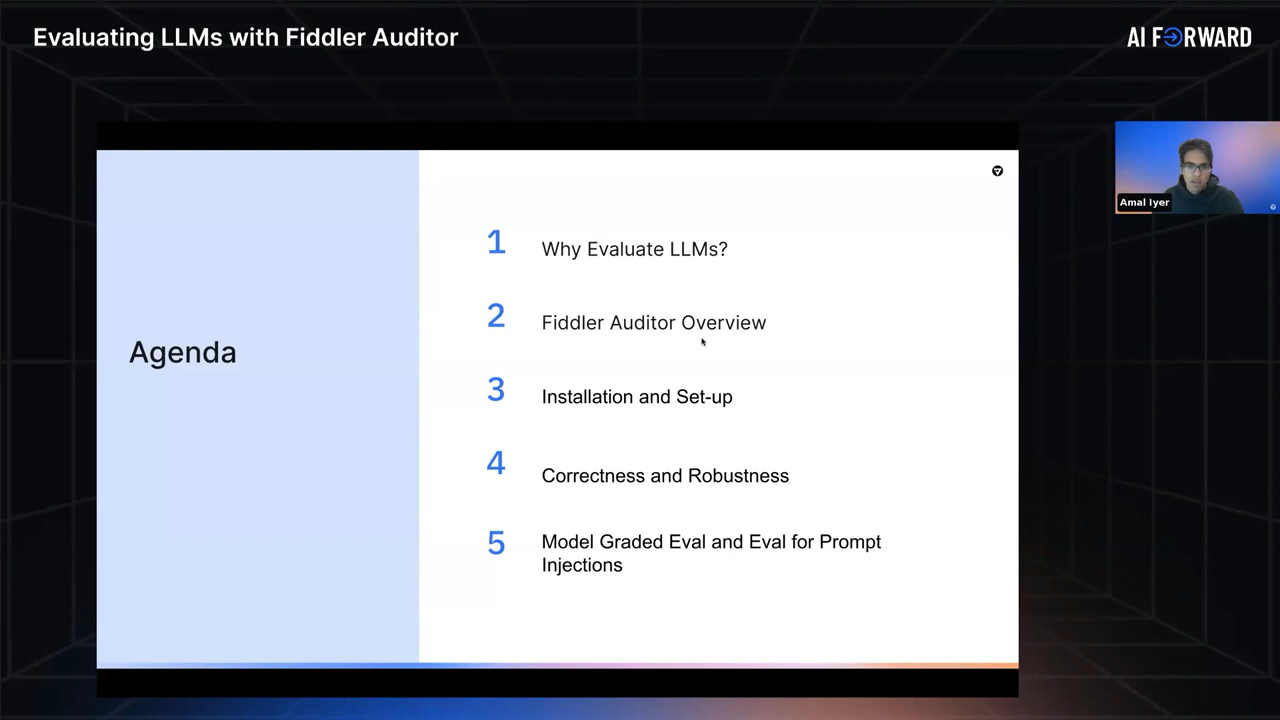 Evaluating LLMs with Fiddler Auditor
AI FORWARD
Amal Iyer
Agenda
1 Why Evaluate LLMs?
2 Fiddler Auditor Overview
3 Installation and Set-up
4 Correctness and Robustness
5 Model Graded Eval and Eval for Prompt
Injections